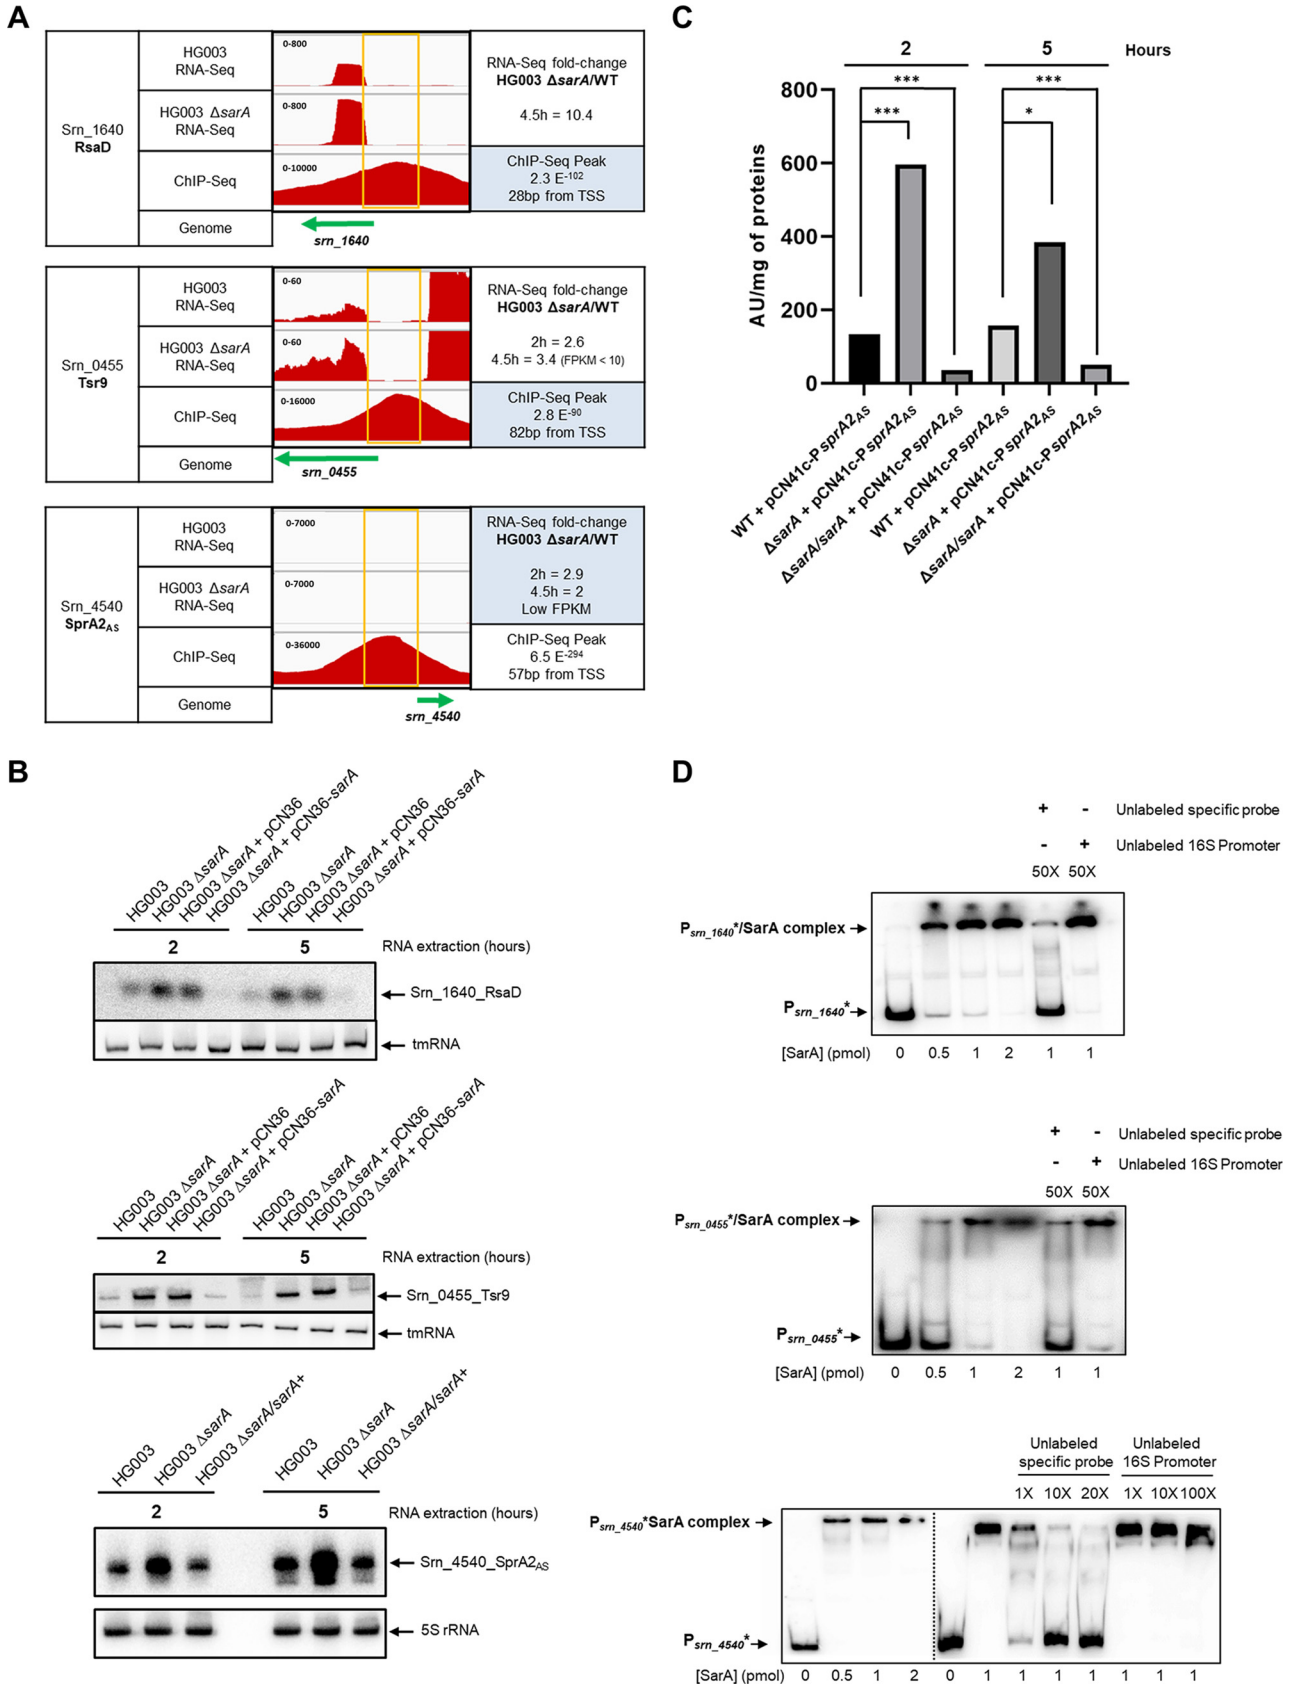 A
Srn_1640
RsaD
HG003
RNA-Seq
HG003 ΔsarA
RNA-Seq
ChIP-Seq
Genome
0-800
0-800
0-10000
srn_1640
RNA-Seq fold-change
HG003 ΔsarA/WT
4.5h = 10.4
ChIP-Seq Peak
2.3 E-102
28bp from TSS
Srn_0455
Tsr9
HG003
RNA-Seq
HG003 ΔsarA
RNA-Seq
ChIP-Seq
Genome
0-60
0-60
0-16000
srn_0455
RNA-Seq fold-change
HG003 ΔsarA/WT
2h = 2.6
4.5h = 3.4 (FPKM < 10)
ChIP-Seq Peak
2.8 E-90
82bp from TSS
Srn_4540
SprA2AS
HG003
RNA-Seq
HG003 ΔsarA
RNA-Seq
ChIP-Seq
Genome
0-7000
0-7000
0-36000
srn_4540
RNA-Seq fold-change
HG003 ΔsarA/WT
2h = 2.9
4.5h = 2
Low FPKM
ChIP-Seq Peak
6.5 E-294
57bp from TSS
C
2 5 Hours
*** ***
*** *
AU/mg of proteins
800
600
400
200
0
WT + pCN41c-PsprA2AS
ΔsarA + pCN41c-PsprA2AS
ΔsarA/sarA + pCN41c-PsprA2AS
WT + pCN41c-PsprA2AS
ΔsarA + pCN41c-PsprA2AS
ΔsarA/sarA + pCN41c-PsprA2AS
B
HG003
HG003 ΔsarA
HG003 ΔsarA + pCN36
HG003 ΔsarA + pCN36-sarA
HG003
HG003 ΔsarA
HG003 ΔsarA + pCN36
HG003 ΔsarA + pCN36-sarA
2 5 RNA extraction (hours)
Srn_1640_RsaD
tmRNA
HG003
HG003 ΔsarA
HG003 ΔsarA + pCN36
HG003 ΔsarA + pCN36-sarA
HG003
HG003 ΔsarA
HG003 ΔsarA + pCN36
HG003 ΔsarA + pCN36-sarA
2 5 RNA extraction (hours)
Srn_0455_Tsr9
tmRNA
HG003
HG003 ΔsarA
HG003 ΔsarA/sarA+
HG003
HG003 ΔsarA
HG003 ΔsarA/sarA+
2 5 RNA extraction (hours)
Srn_4540_SprA2AS
5S rRNA
D
+ - Unlabeled specific probe
- + Unlabeled 16S Promoter
50X 50X
Psrn_1640*/SarA complex
Psrn_1640*
[SarA] (pmol) 0 0.5 1 2 1 1
+ - Unlabeled specific probe
- + Unlabeled 16S Promoter
50X 50X
Psrn_0455*/SarA complex
Psrn_0455*
[SarA] (pmol) 0 0.5 1 2 1 1
Unlabeled specific probe
Unlabeled 16S Promoter
1X 10X 20X 1X 10X 100X
Psrn_4540*SarA complex
Psrn_4540*
[SarA] (pmol) 0 0.5 1 2 0 1 1 1 1 1 1 1